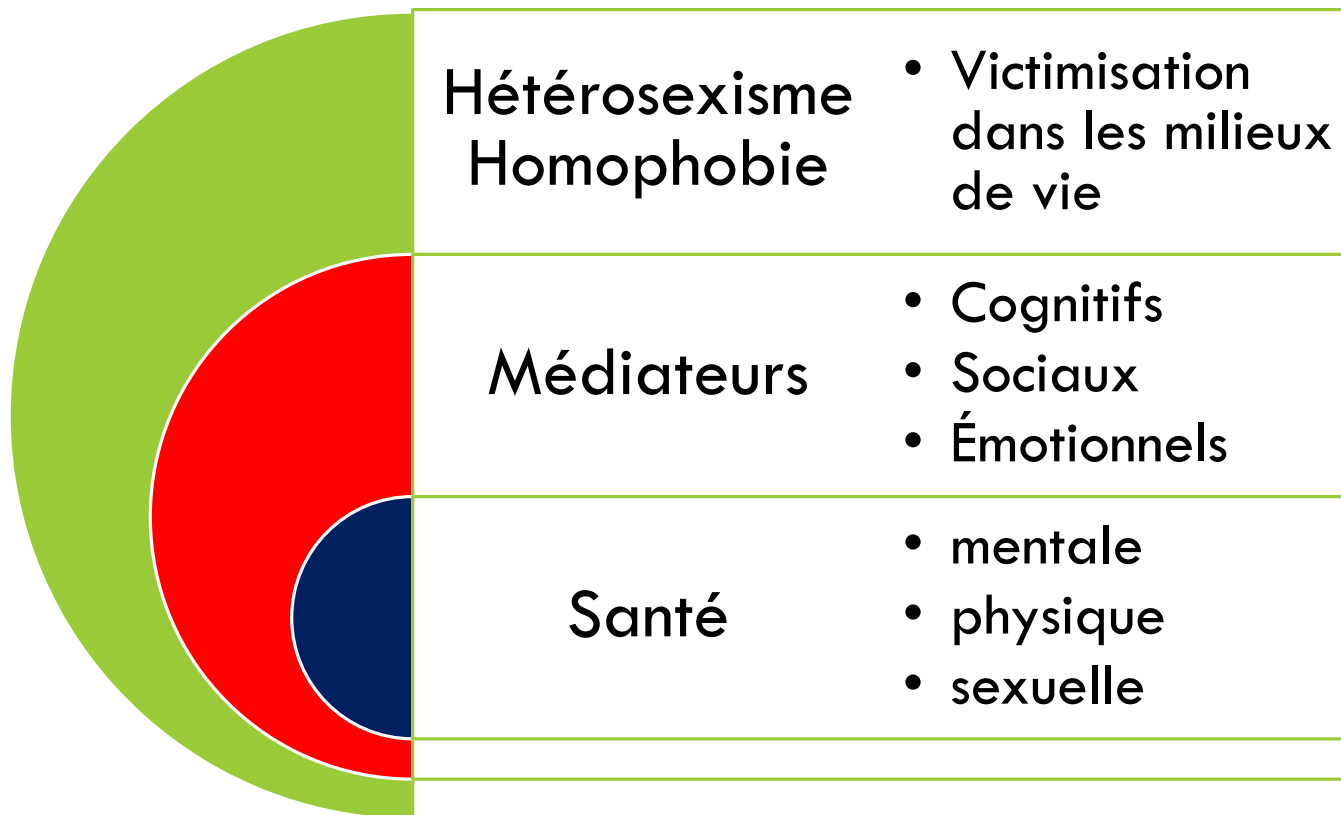 Hétérosexisme
Homophobie
• Victimisation
dans les milieux
de vie
Médiateurs
• Cognitifs
• Sociaux
• Émotionnels
Santé
• mentale
• physique
• sexuelle